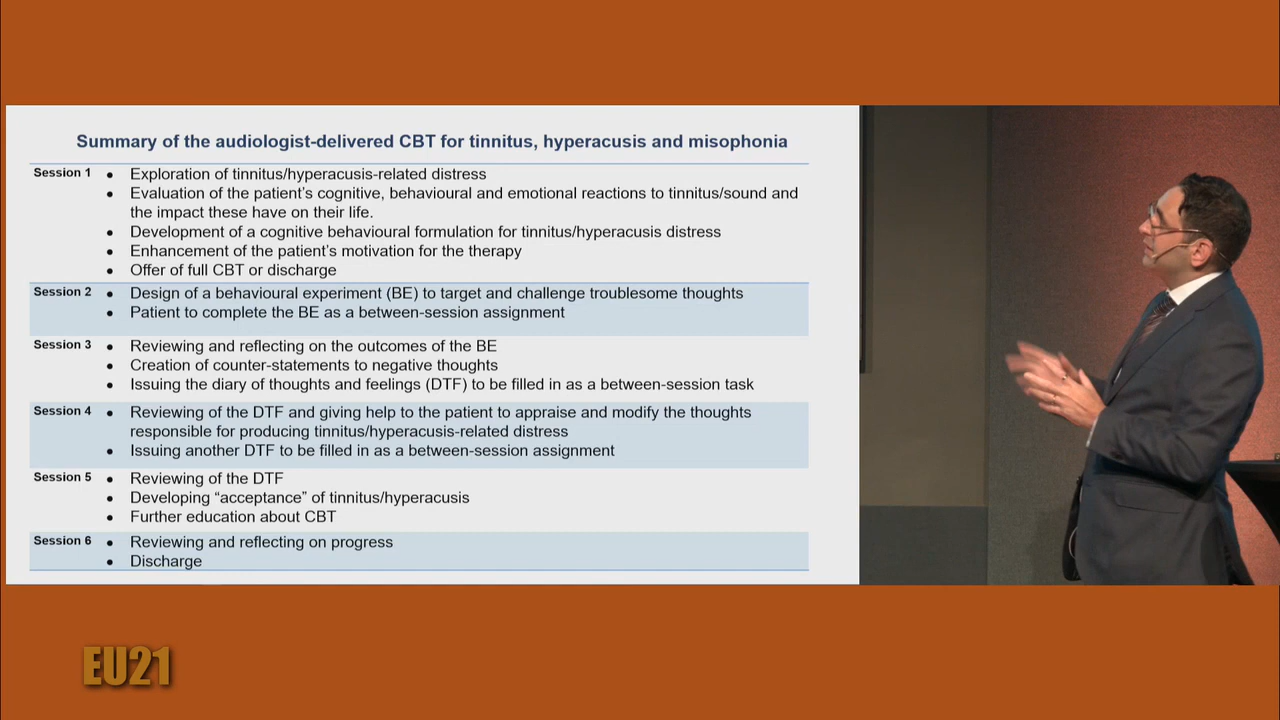 Summary of the audiologist-delivered CBT for tinnitus, hyperacusis and misophonia
Session 1
• Exploration of tinnitus/hyperacusis-related distress
• Evaluation of the patient's cognitive, behavioural and emotional reactions to tinnitus/sound and
the impact these have on their life.
• Development of a cognitive behavioural formulation for tinnitus/hyperacusis distress
• Enhancement of the patient's motivation for the therapy
• Offer of full CBT or discharge
Session 2
• Design of a behavioural experiment (BE) to target and challenge troublesome thoughts
• Patient to complete the BE as a between-session assignment
Session 3
• Reviewing and reflecting on the outcomes of the BE
• Creation of counter-statements to negative thoughts
• Issuing the diary of thoughts and feelings (DTF) to be filled in as a between-session task
Session 4
• Reviewing of the DTF and giving help to the patient to appraise and modify the thoughts
responsible for producing tinnitus/hyperacusis-related distress
• Issuing another DTF to be filled in as a between-session assignment
Session 5
• Reviewing of the DTF
• Developing “acceptance” of tinnitus/hyperacusis
• Further education about CBT
Session 6
• Reviewing and reflecting on progress
• Discharge
EU21